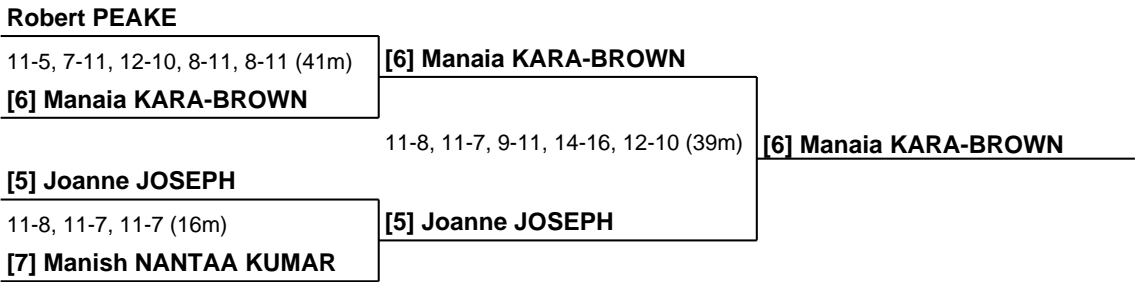 Robert PEAKE
11-5, 7-11, 12-10, 8-11, 8-11 (41m)
[6] Manaia KARA-BROWN
[6] Manaia KARA-BROWN
11-8, 11-7, 9-11, 14-16, 12-10 (39m)
[6] Manaia KARA-BROWN
[5] Joanne JOSEPH
11-8, 11-7, 11-7 (16m)
[5] Joanne JOSEPH
[7] Manish NANTAA KUMAR